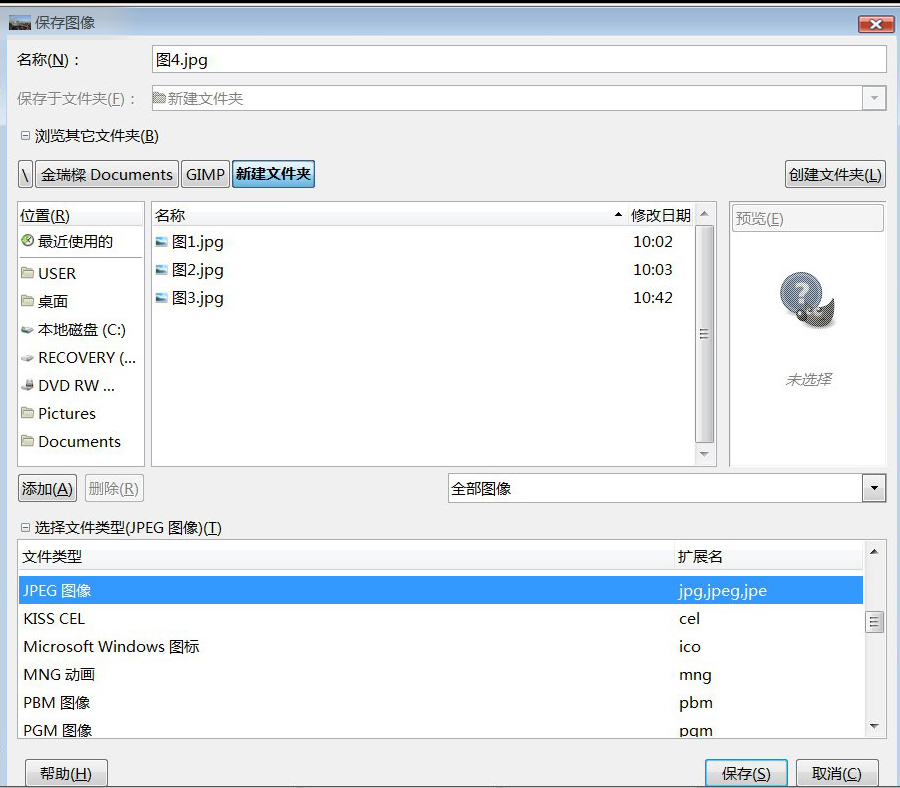 保存图像
名称(N)： 图4.jpg
保存于文件夹(F)： 新建文件夹
浏览其它文件夹(B)
\ 金瑞樑 Documents GIMP 新建文件夹 创建文件夹(L)
位置(R) 名称 修改日期 预览(E)
最近使用的 图1.jpg 10:02
USER 图2.jpg 10:03
桌面 图3.jpg 10:42
本地磁盘 (C:)
RECOVERY (...
DVD RW ... 未选择
Pictures
Documents
添加(A) 删除(R) 全部图像
选择文件类型(JPEG 图像)(T)
文件类型 扩展名
JPEG 图像 jpg,jpeg,jpe
KISS CEL cel
Microsoft Windows 图标 ico
MNG 动画 mng
PBM 图像 pbm
PGM 图像 pgm
帮助(H) 保存(S) 取消(C)